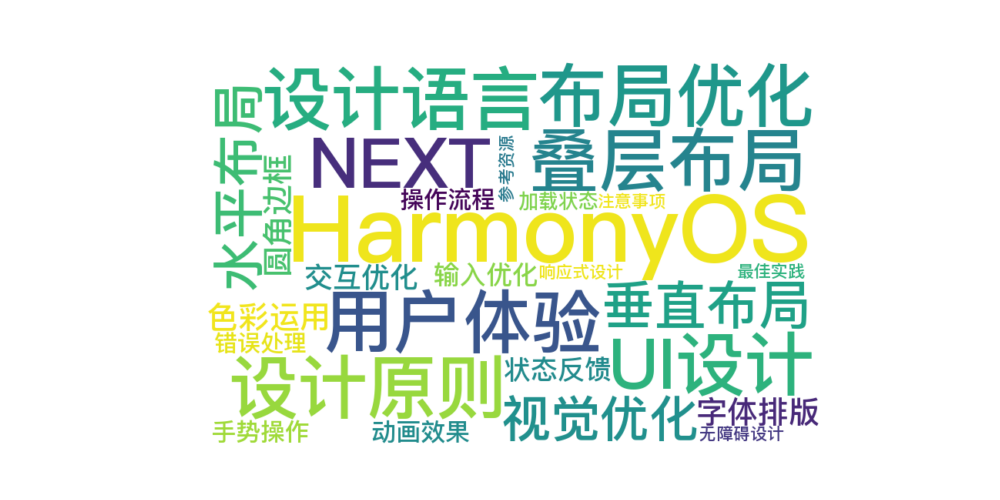 设计语言
布局优化
水平布局
圆角边框
NEXT
参考资源
叠层布局
操作流程
加载状态
注意事项
HarmonyOS
交互优化
输入优化
响应式设计
最佳实践
色彩运用
用户体验
垂直布局
错误处理
设计原则
状态反馈
UI设计
手势操作
动画效果
视觉优化
字体排版
无障碍设计